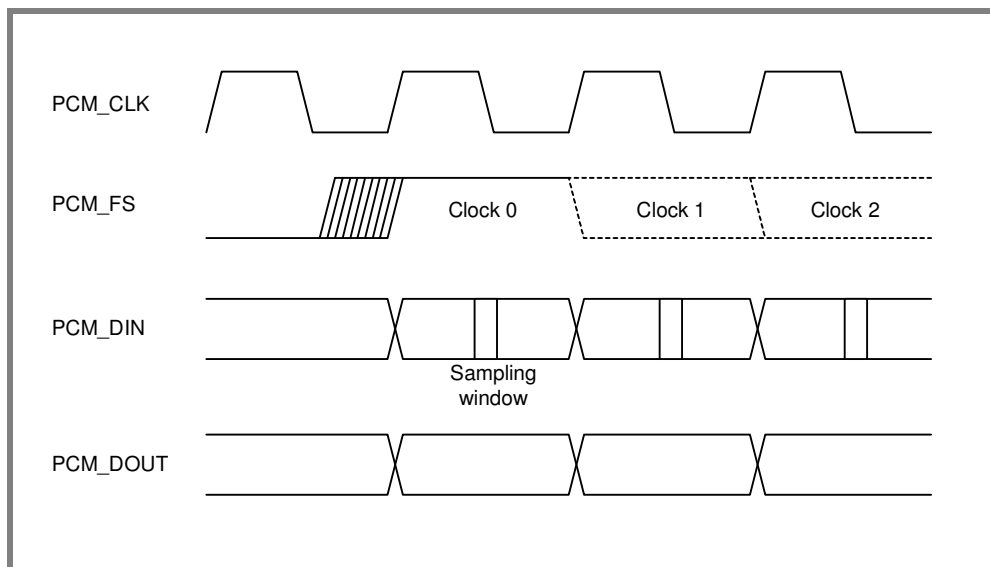 PCM_CLK
PCM_FS
Clock 0
Clock 1
Clock 2
PCM_DIN
Sampling
window
PCM_DOUT